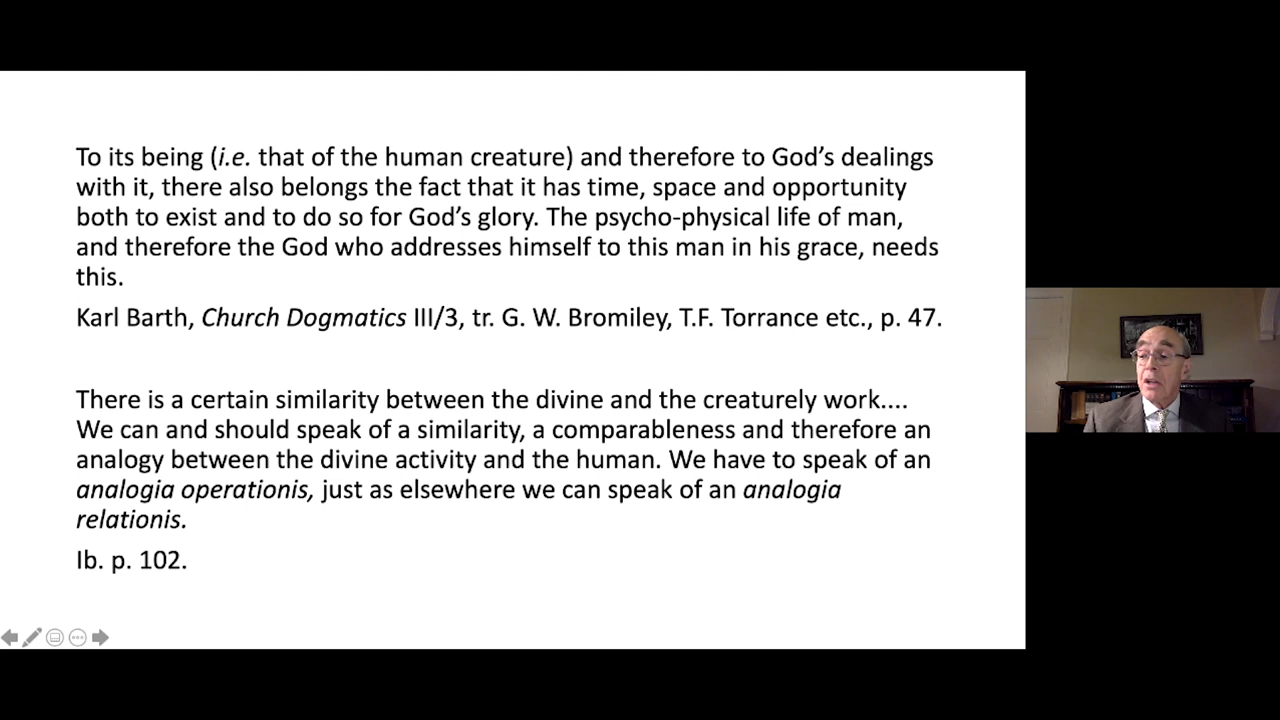 To its being (i.e. that of the human creature) and therefore to God’s dealings
with it, there also belongs the fact that it has time, space and opportunity
both to exist and to do so for God’s glory. The psycho-physical life of man,
and therefore the God who addresses himself to this man in his grace, needs
this.
Karl Barth, Church Dogmatics III/3, tr. G. W. Bromiley, T.F. Torrance etc., p. 47.
There is a certain similarity between the divine and the creaturely work....
We can and should speak of a similarity, a comparableness and therefore an
analogy between the divine activity and the human. We have to speak of an
analogia operationis, just as elsewhere we can speak of an analogia
relationis.
Ib. p. 102.